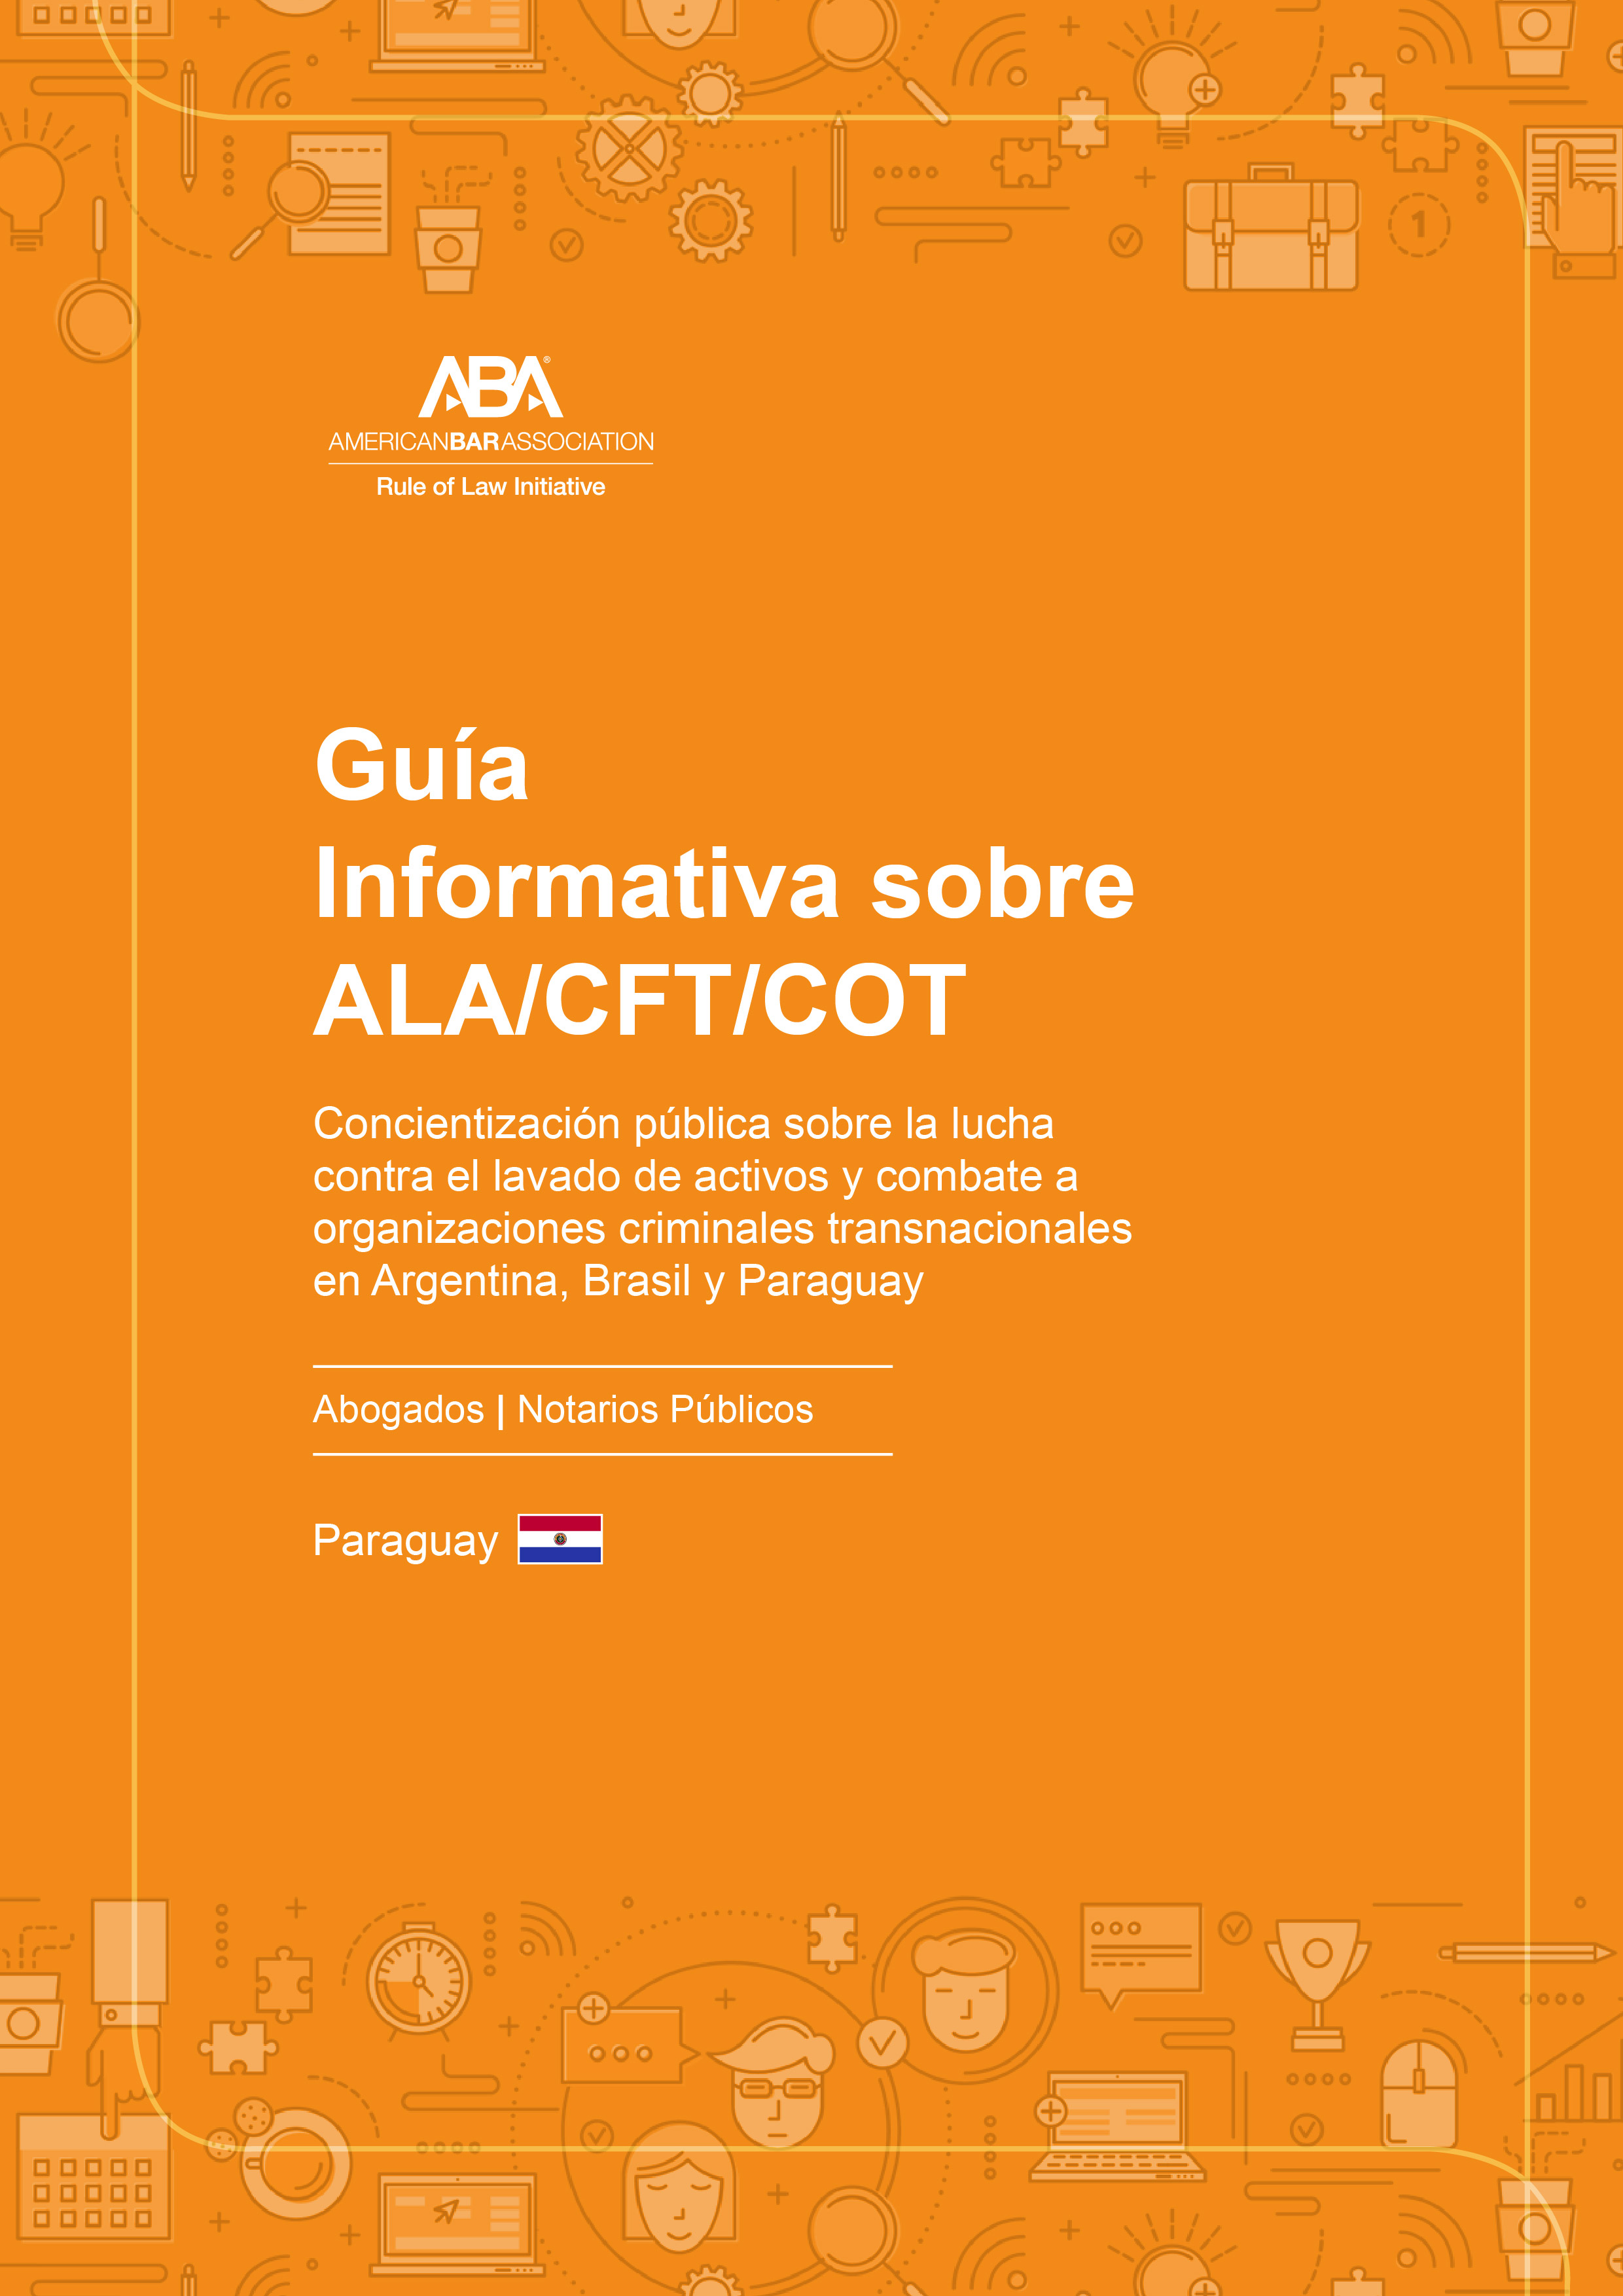 ABA®
AMERICANBARASSOCIATION
Rule of Law Initiative
Guía
Informativa sobre
ALA/CFT/COT
Concientización pública sobre la lucha
contra el lavado de activos y combate a
organizaciones criminales transnacionales
en Argentina, Brasil y Paraguay
Abogados | Notarios Públicos
Paraguay
1